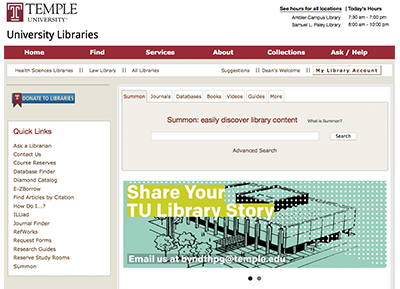 TEMPLE
UNIVERSITY®
University Libraries
See hours for all locations | Today's Hours
Ambler Campus Library 7:30 am - 7:00 pm
Samuel L. Paley Library 8:00 am - 10:00 pm
Home Find Services About Collections Ask / Help
Health Sciences Libraries || Law Library || All Libraries Suggestions || Dean's Welcome || My Library Account
DONATE TO LIBRARIES
Quick Links
Ask a Librarian
Contact Us
Course Reserves
Database Finder
Diamond Catalog
E-ZBorrow
Find Articles by Citation
How Do I...?
ILLiad
Journal Finder
RefWorks
Request Forms
Research Guides
Reserve Study Rooms
Summon
Summon Journals Databases Books Videos Guides More
Summon: easily discover library content What is Summon?
Search
Advanced Search
Share Your
TU Library Story
Email us at byndthpg@temple.edu